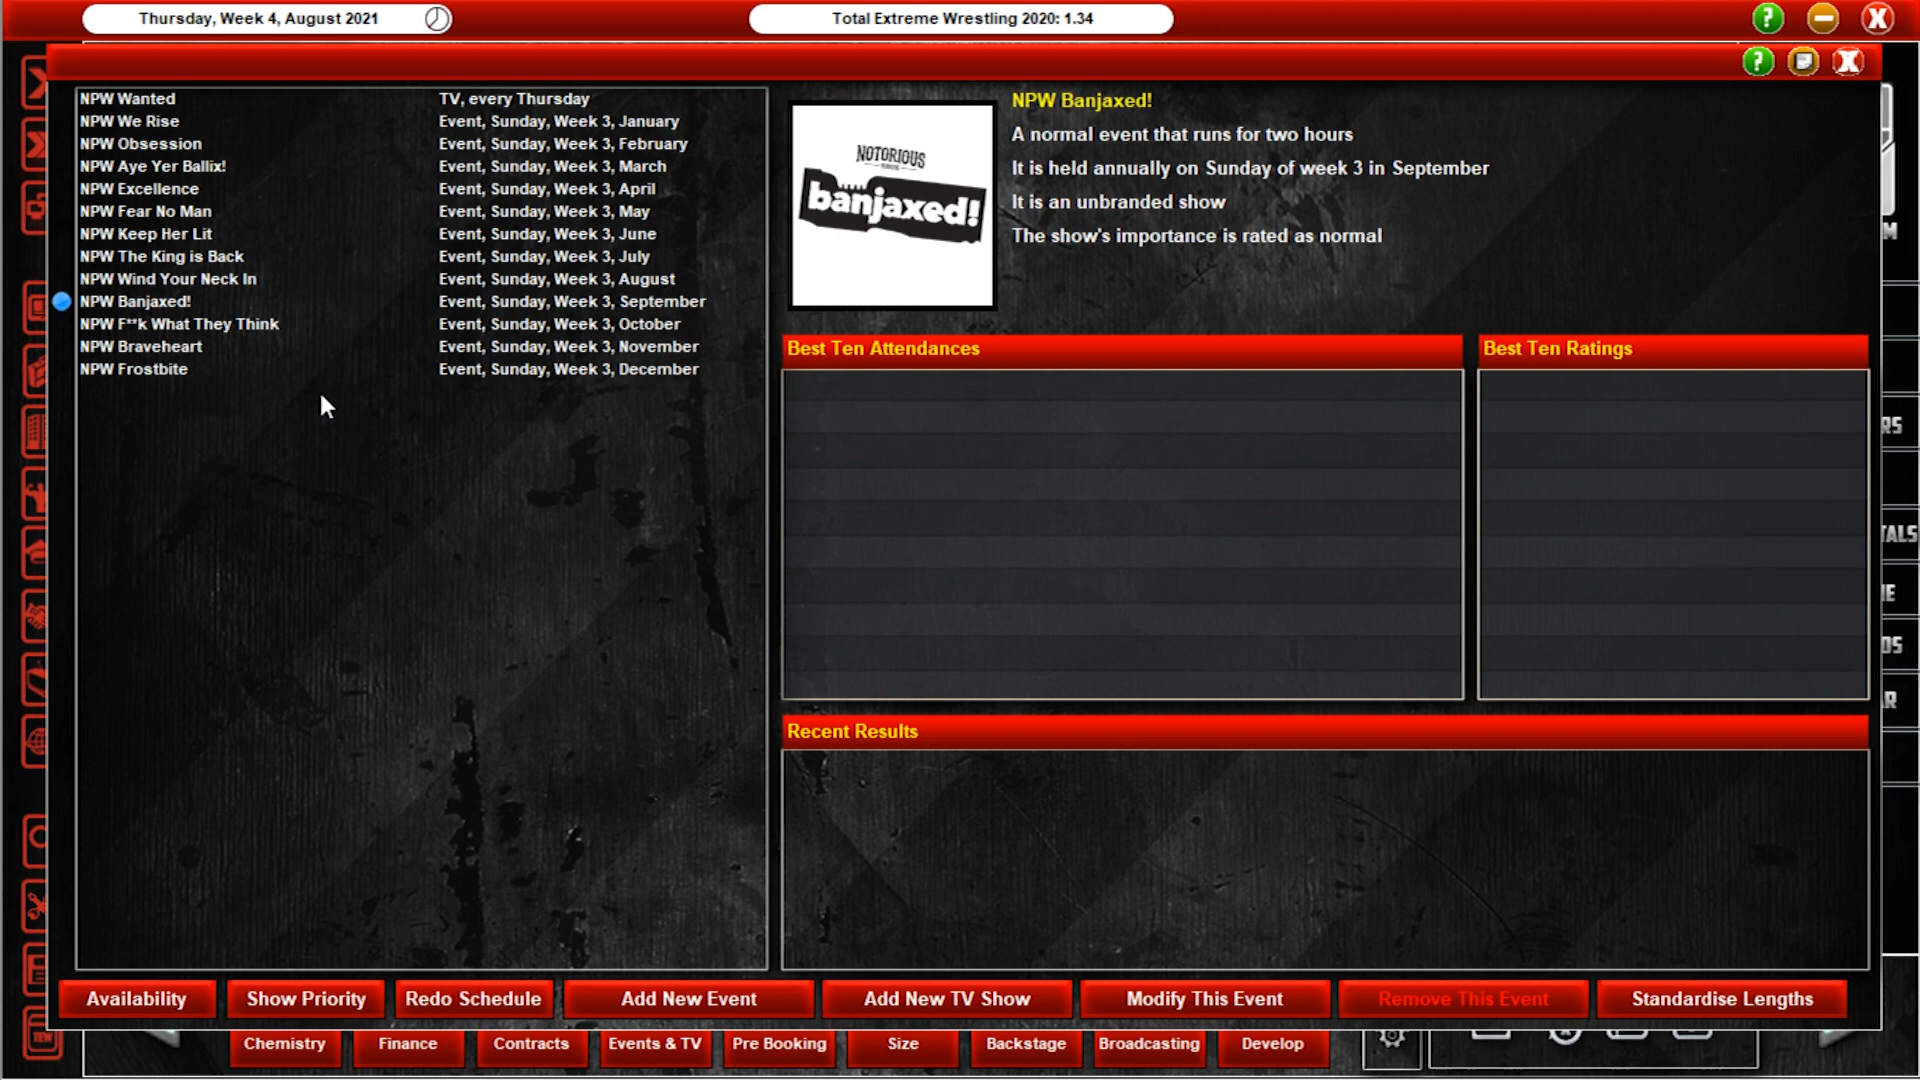 Thursday, Week 4, August 2021
Total Extreme Wrestling 2020: 1.34
NPW Wanted TV, every Thursday
NPW We Rise Event, Sunday, Week 3, January
NPW Obsession Event, Sunday, Week 3, February
NPW Aye Yer Ballix! Event, Sunday, Week 3, March
NPW Excellence Event, Sunday, Week 3, April
NPW Fear No Man Event, Sunday, Week 3, May
NPW Keep Her Lit Event, Sunday, Week 3, June
NPW The King is Back Event, Sunday, Week 3, July
NPW Wind Your Neck In Event, Sunday, Week 3, August
NPW Banjaxed! Event, Sunday, Week 3, September
NPW F**k What They Think Event, Sunday, Week 3, October
NPW Braveheart Event, Sunday, Week 3, November
NPW Frostbite Event, Sunday, Week 3, December
NOTORIOUS
banjaxed!
NPW Banjaxed!
A normal event that runs for two hours
It is held annually on Sunday of week 3 in September
It is an unbranded show
The show's importance is rated as normal
Best Ten Attendances
Best Ten Ratings
Recent Results
M
RS
TALS
IE
OS
R
Availability
Show Priority
Redo Schedule
Add New Event
Add New TV Show
Modify This Event
Remove This Event
Standardise Lengths
TEW
Chemistry
Finance
Contracts
Events & TV
Pre Booking
Size
Backstage
Broadcasting
Develop